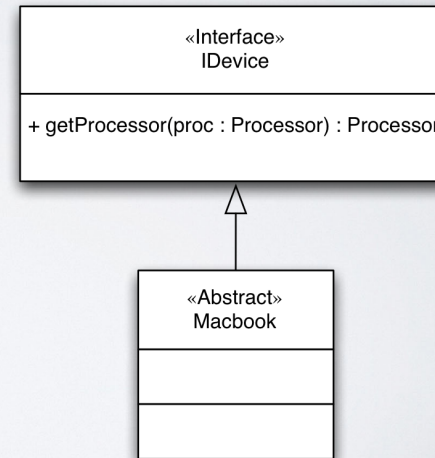 «Interface»
IDevice
+ getProcessor(proc : Processor) : Processor
«Abstract»
Macbook